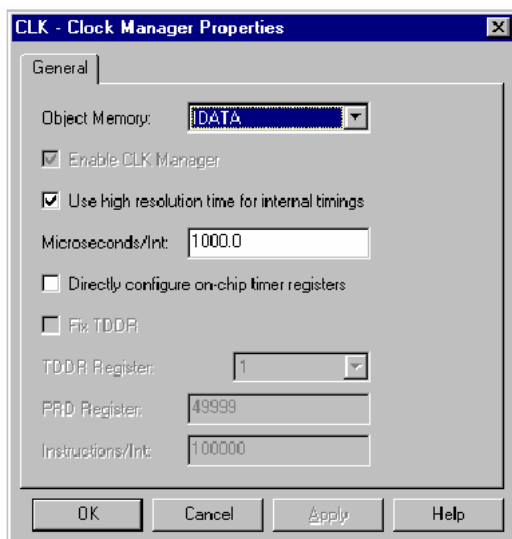 CLK - Clock Manager Properties
General
Object Memory: IDATA
Enable CLK Manager
Use high resolution time for internal timings
Microseconds/Int: 1000.0
Directly configure on-chip timer registers
Fix TDDR
TDDR Register: 1
PRD Register: 49999
Instructions/Int: 100000
OK Cancel Apply Help